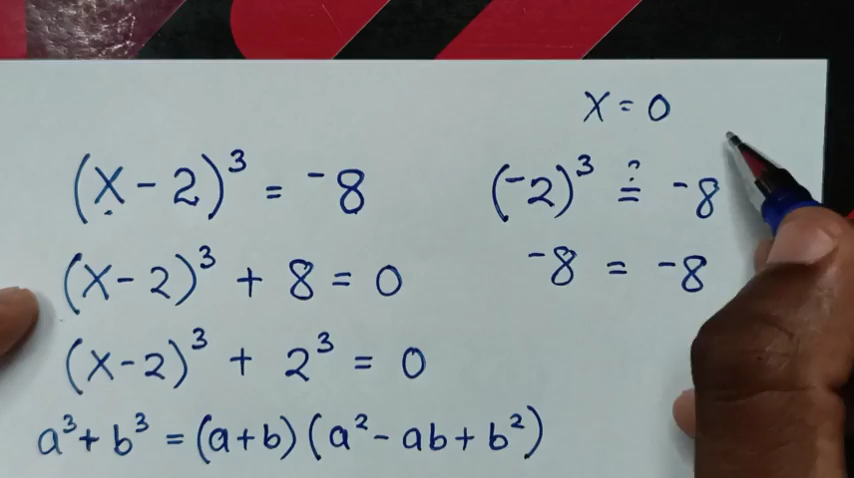 (x-2)³ = ⁻8
(x-2)³ + 8 = 0
(x-2)³ + 2³ = 0
a³+ b³ = (a+b)(a²- ab+b²)
x = 0
(⁻2)³ ≟ ⁻8
⁻8 = ⁻8